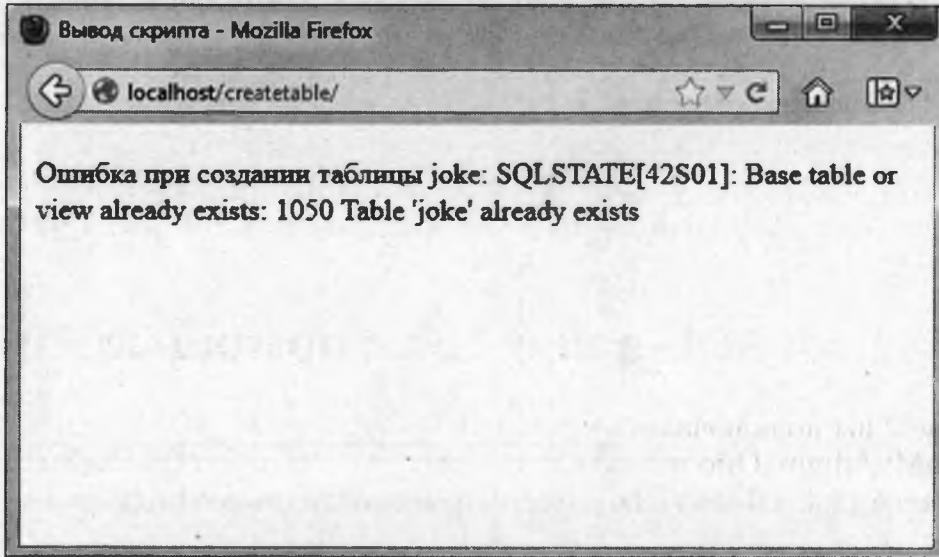 Вывод скрипта - Mozilla Firefox
localhost/createtable/
Ошибка при создании таблицы joke: SQLSTATE[42S01]: Base table or
view already exists: 1050 Table 'joke' already exists